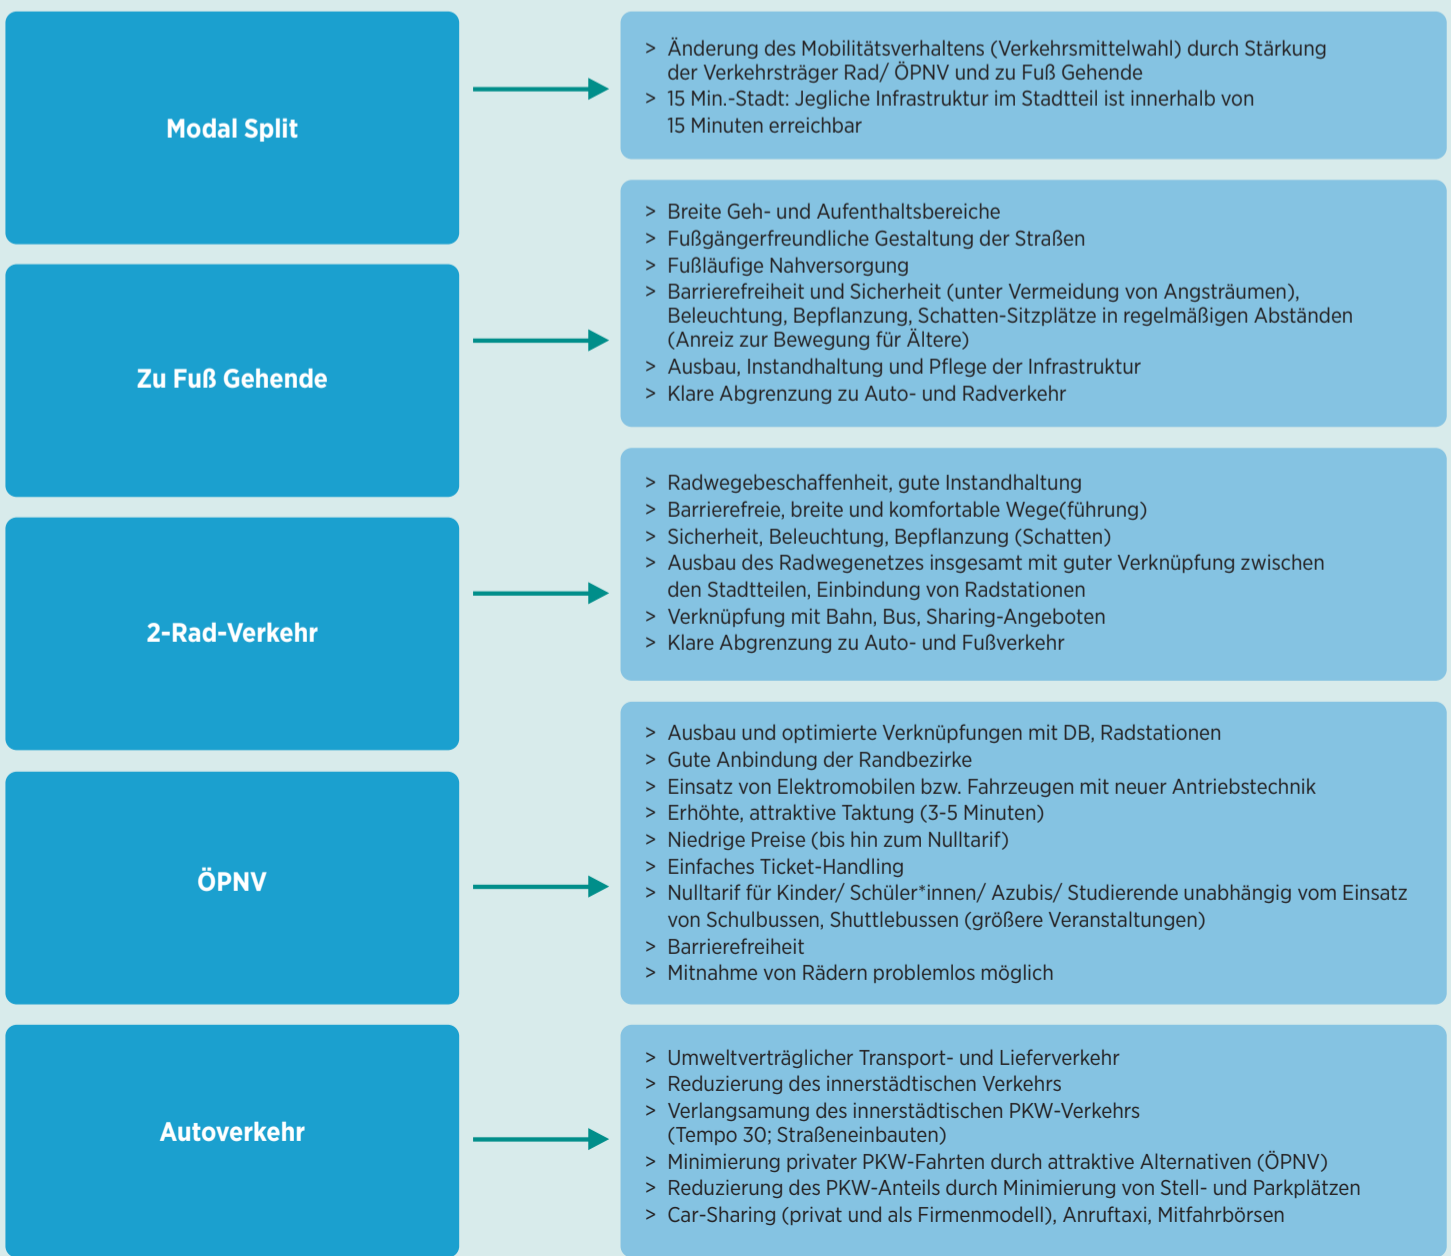 Modal Split
> Änderung des Mobilitätsverhaltens (Verkehrsmittelwahl) durch Stärkung
der Verkehrsträger Rad/ ÖPNV und zu Fuß Gehende
> 15 Min.-Stadt: Jegliche Infrastruktur im Stadtteil ist innerhalb von
15 Minuten erreichbar
Zu Fuß Gehende
> Breite Geh- und Aufenthaltsbereiche
> Fußgängerfreundliche Gestaltung der Straßen
> Fußläufige Nahversorgung
> Barrierefreiheit und Sicherheit (unter Vermeidung von Angsträumen),
Beleuchtung, Bepflanzung, Schatten-Sitzplätze in regelmäßigen Abständen
(Anreiz zur Bewegung für Ältere)
> Ausbau, Instandhaltung und Pflege der Infrastruktur
> Klare Abgrenzung zu Auto- und Radverkehr
2-Rad-Verkehr
> Radwegebeschaffenheit, gute Instandhaltung
> Barrierefreie, breite und komfortable Wege(führung)
> Sicherheit, Beleuchtung, Bepflanzung (Schatten)
> Ausbau des Radwegenetzes insgesamt mit guter Verknüpfung zwischen
den Stadtteilen, Einbindung von Radstationen
> Verknüpfung mit Bahn, Bus, Sharing-Angeboten
> Klare Abgrenzung zu Auto- und Fußverkehr
ÖPNV
> Ausbau und optimierte Verknüpfungen mit DB, Radstationen
> Gute Anbindung der Randbezirke
> Einsatz von Elektromobilen bzw. Fahrzeugen mit neuer Antriebstechnik
> Erhöhte, attraktive Taktung (3-5 Minuten)
> Niedrige Preise (bis hin zum Nulltarif)
> Einfaches Ticket-Handling
> Nulltarif für Kinder/ Schüler*innen/ Azubis/ Studierende unabhängig vom Einsatz
von Schulbussen, Shuttlebussen (größere Veranstaltungen)
> Barrierefreiheit
> Mitnahme von Rädern problemlos möglich
Autoverkehr
> Umweltverträglicher Transport- und Lieferverkehr
> Reduzierung des innerstädtischen Verkehrs
> Verlangsamung des innerstädtischen PKW-Verkehrs
(Tempo 30; Straßeneinbauten)
> Minimierung privater PKW-Fahrten durch attraktive Alternativen (ÖPNV)
> Reduzierung des PKW-Anteils durch Minimierung von Stell- und Parkplätzen
> Car-Sharing (privat und als Firmenmodell), Anruftaxi, Mitfahrbörsen